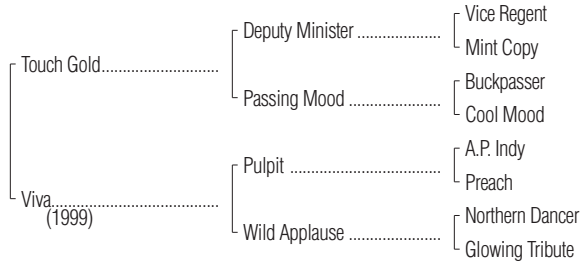 Vice Regent
Deputy Minister ....................
Mint Copy
Touch Gold............................
Buckpasser
Passing Mood ......................
Cool Mood
A.P. Indy
Pulpit ....................................
Preach
Viva........................................
(1999)
Northern Dancer
Wild Applause ......................
Glowing Tribute